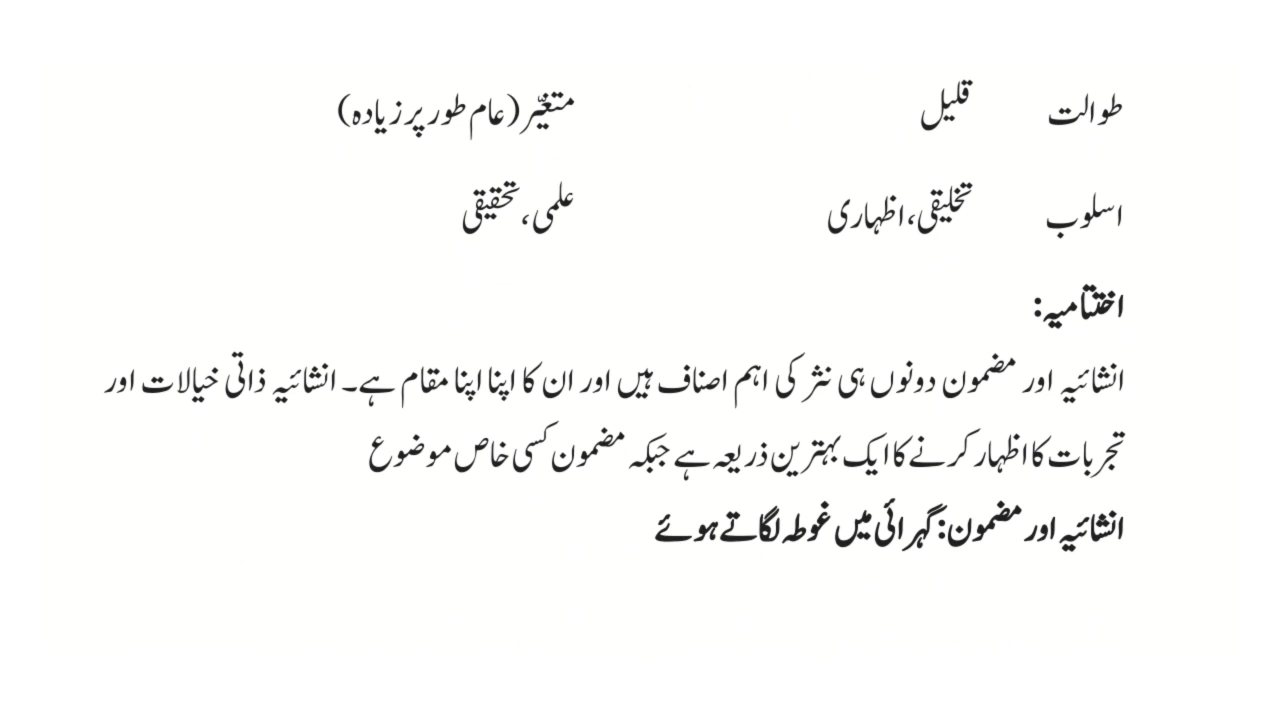 طوالت قلیل متغیّر (عام طور پر زیادہ)
اسلوب تخلیقی، اظہاری علمی، تحقیقی
اختتامیہ:
انشائیہ اور مضمون دونوں ہی نثر کی اہم اصناف ہیں اور ان کا اپنا اپنا مقام ہے۔ انشائیہ ذاتی خیالات اور
تجربات کا اظہار کرنے کا ایک بہترین ذریعہ ہے جبکہ مضمون کسی خاص موضوع
انشائیہ اور مضمون: گہرائی میں غوطہ لگاتے ہوئے